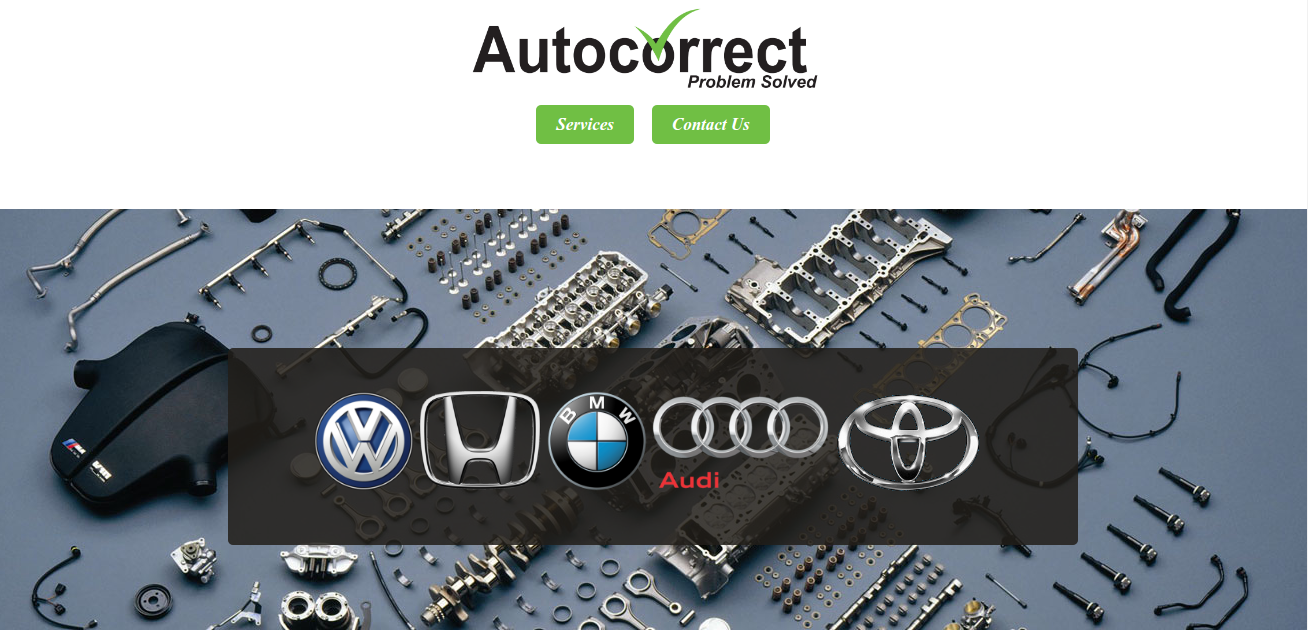 Autocorrect
Problem Solved
Services
Contact Us
BMW
Audi